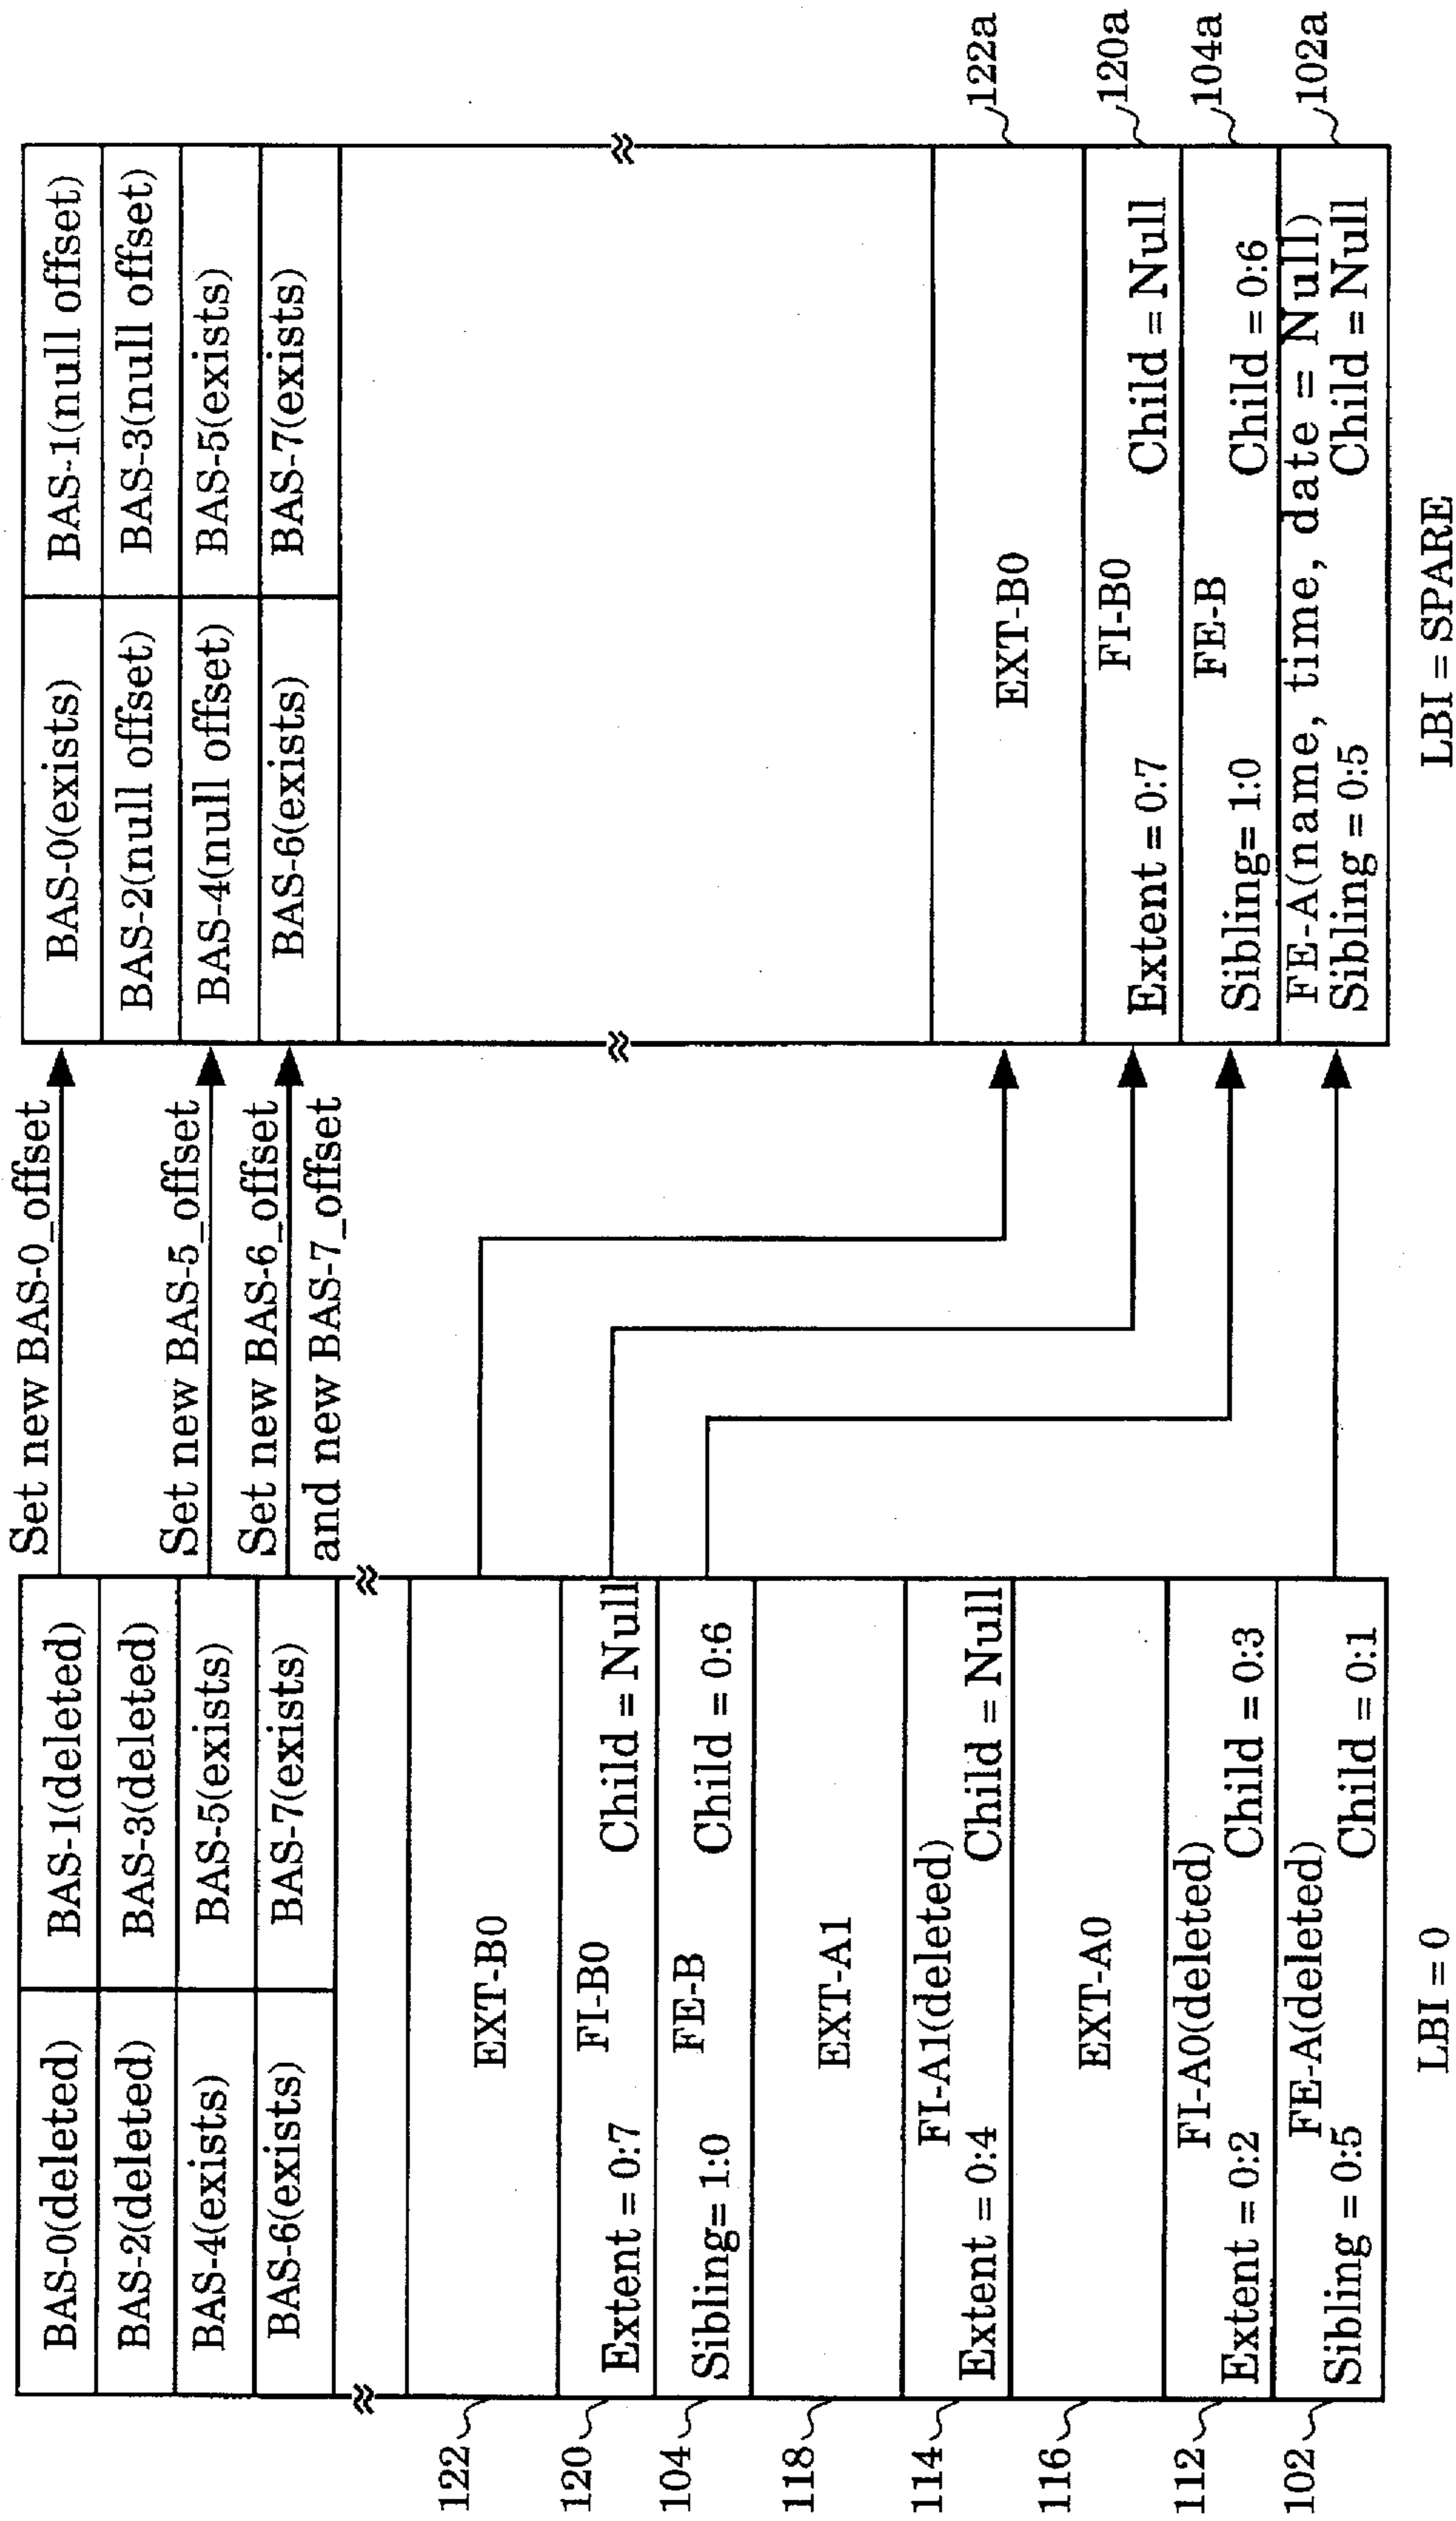 BAS-0(deleted) BAS-1(deleted)
BAS-2(deleted) BAS-3(deleted)
BAS-4(exists) BAS-5(exists)
BAS-6(exists) BAS-7(exists)
122 EXT-B0
120 FI-B0
Extent = 0:7 Child = Null
104 FE-B
Sibling= 1:0 Child = 0:6
118 EXT-A1
114 FI-A1(deleted)
Extent = 0:4 Child = Null
116 EXT-A0
112 FI-A0(deleted)
Extent = 0:2 Child = 0:3
102 FE-A(deleted)
Sibling = 0:5 Child = 0:1
LBI = 0
Set new BAS-0_offset
Set new BAS-5_offset
Set new BAS-6_offset
and new BAS-7_offset
BAS-0(exists) BAS-1(null offset)
BAS-2(null offset) BAS-3(null offset)
BAS-4(null offset) BAS-5(exists)
BAS-6(exists) BAS-7(exists)
EXT-B0 122a
FI-B0 120a
Extent = 0:7 Child = Null
FE-B 104a
Sibling= 1:0 Child = 0:6
FE-A(name, time, date = Null) 102a
Sibling = 0:5 Child = Null
LBI = SPARE